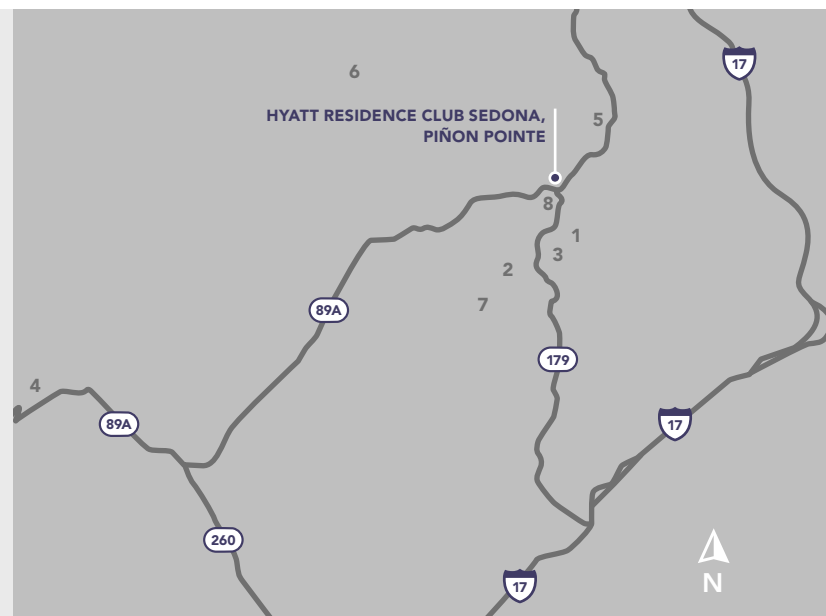 17
6
HYATT RESIDENCE CLUB SEDONA,
PIÑON POINTE
5
8
1
3
2
7
89A
179
4
89A
17
260
17
N